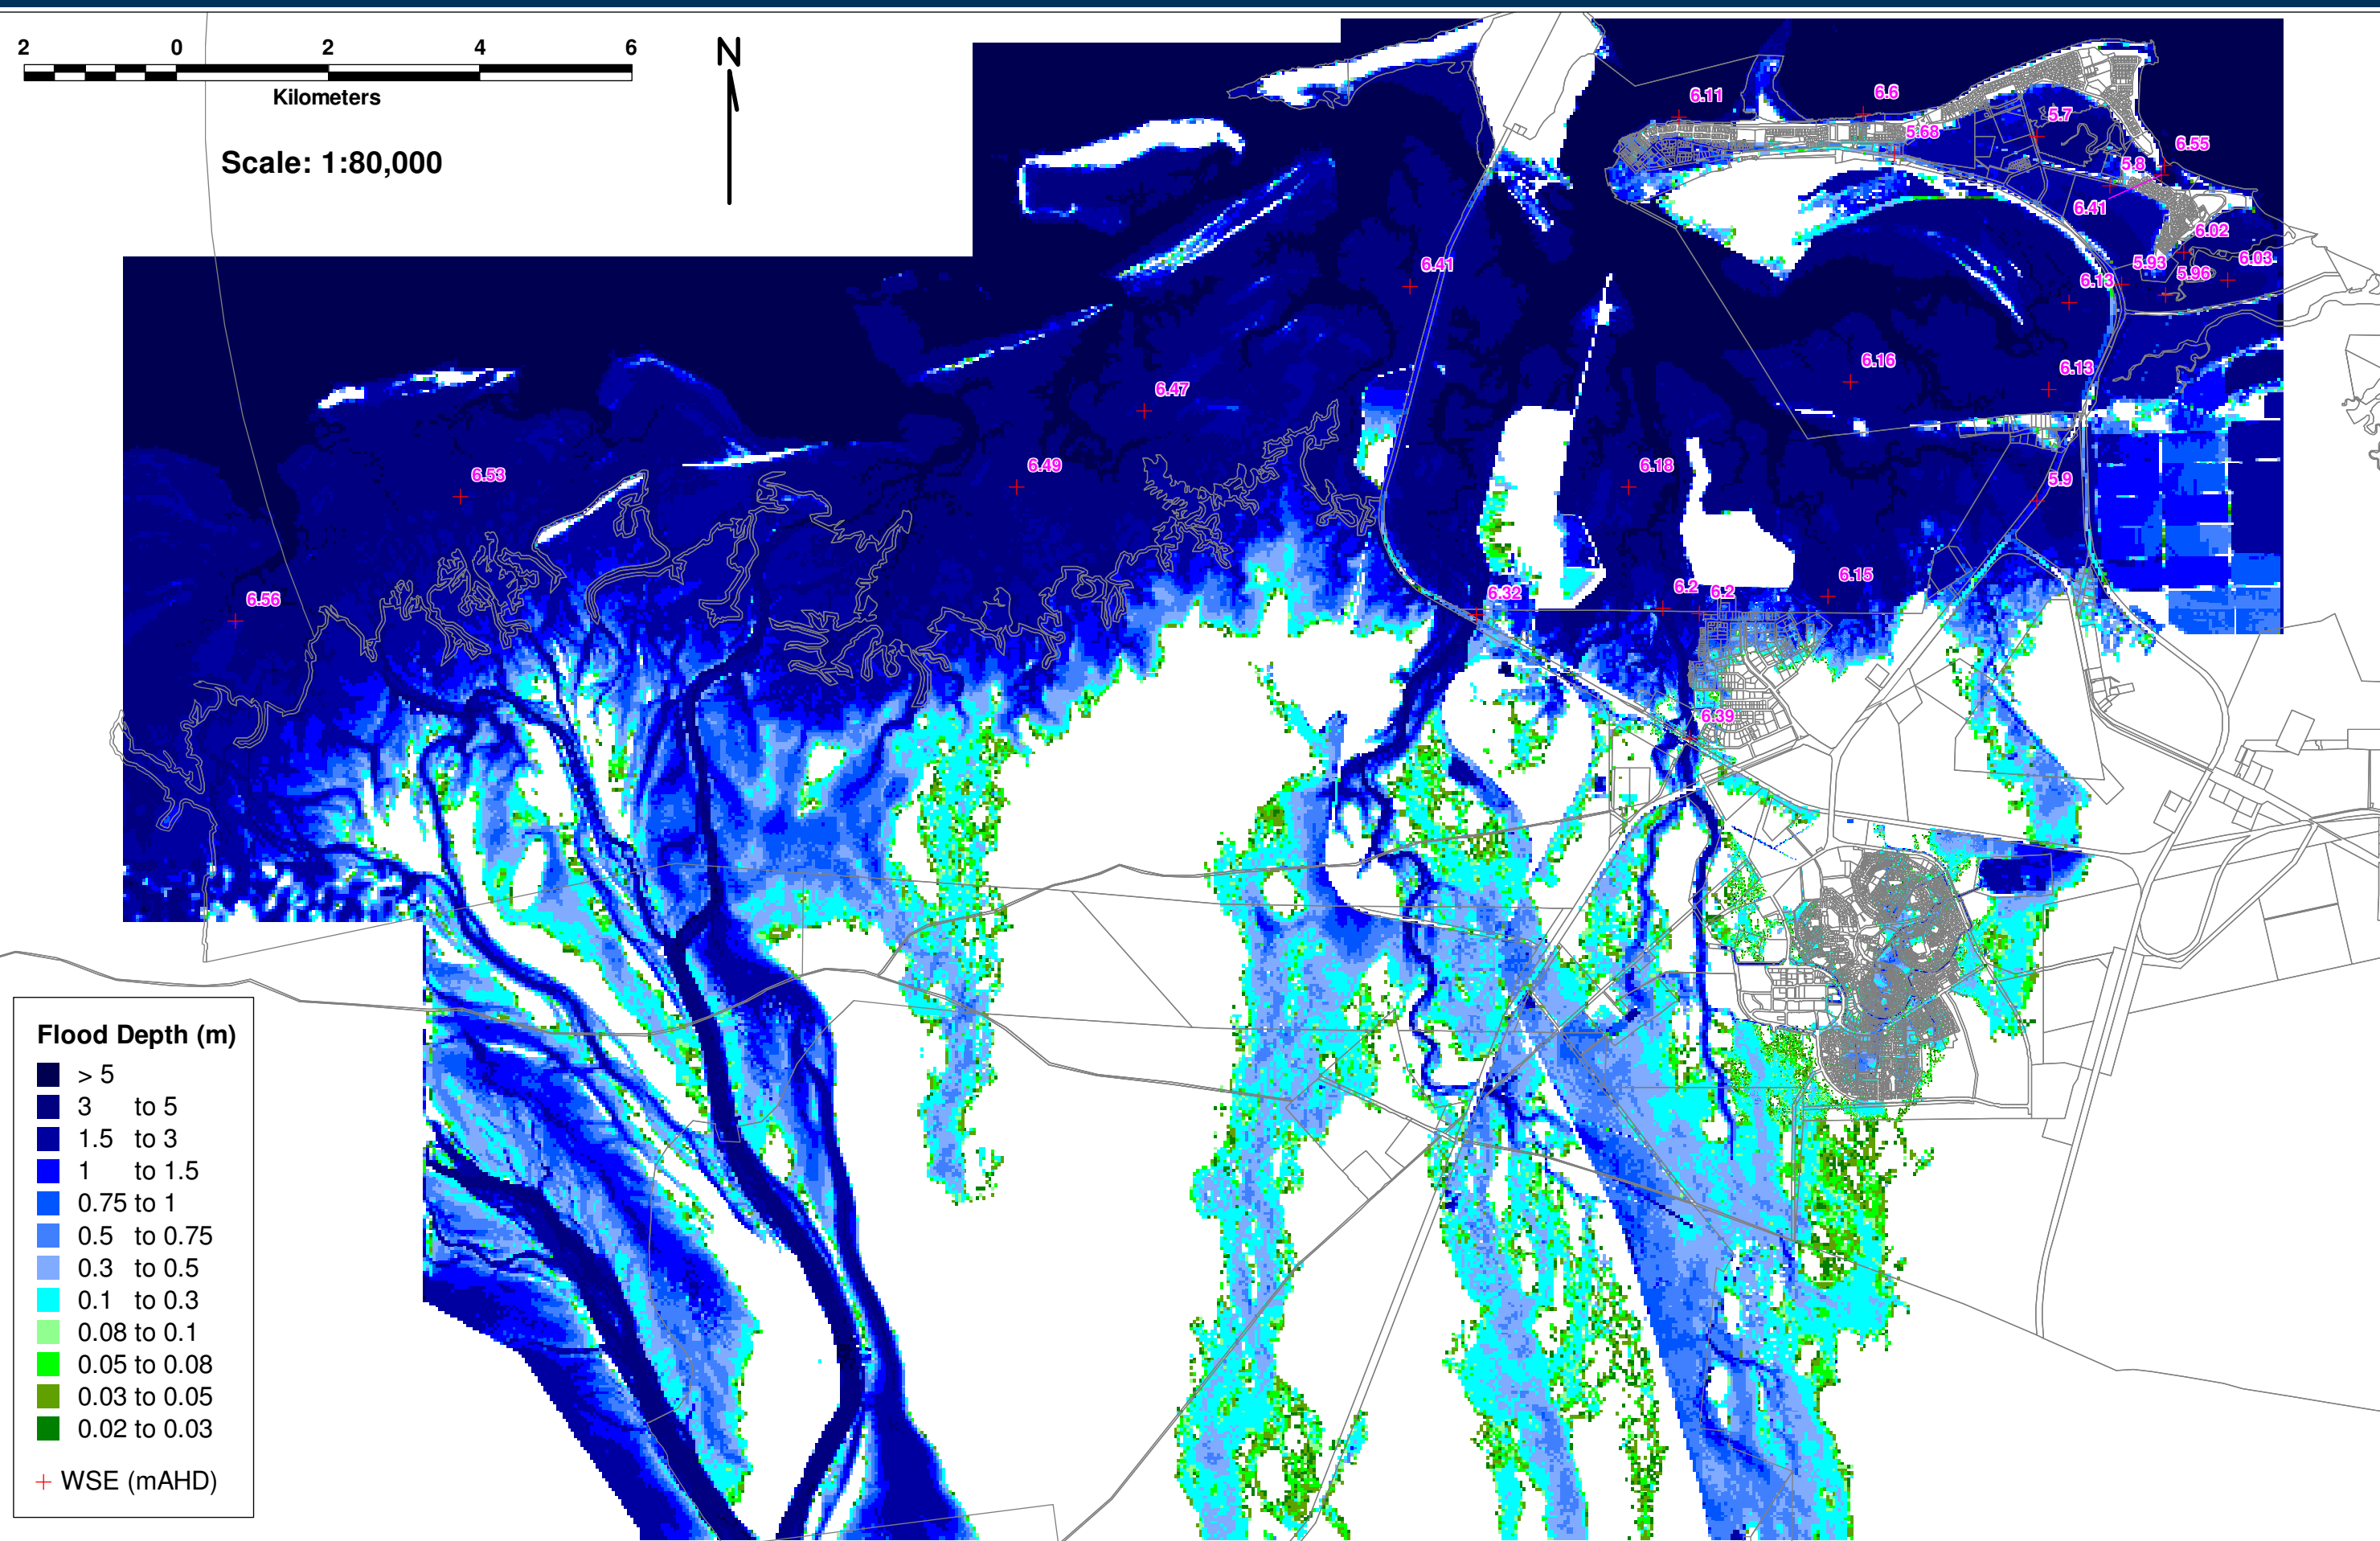 2 0 2 4 6
Kilometers
Scale: 1:80,000
N
6.11
6.6
5.68
5.7
6.55
5.8
6.41
6.02
6.03
5.93
5.96
6.13
6.41
6.16
6.13
6.47
6.49
6.53
6.18
5.9
6.56
6.32
6.2
6.2
6.15
6.39
Flood Depth (m)
> 5
3 to 5
1.5 to 3
1 to 1.5
0.75 to 1
0.5 to 0.75
0.3 to 0.5
0.1 to 0.3
0.08 to 0.1
0.05 to 0.08
0.03 to 0.05
0.02 to 0.03
+ WSE (mAHD)